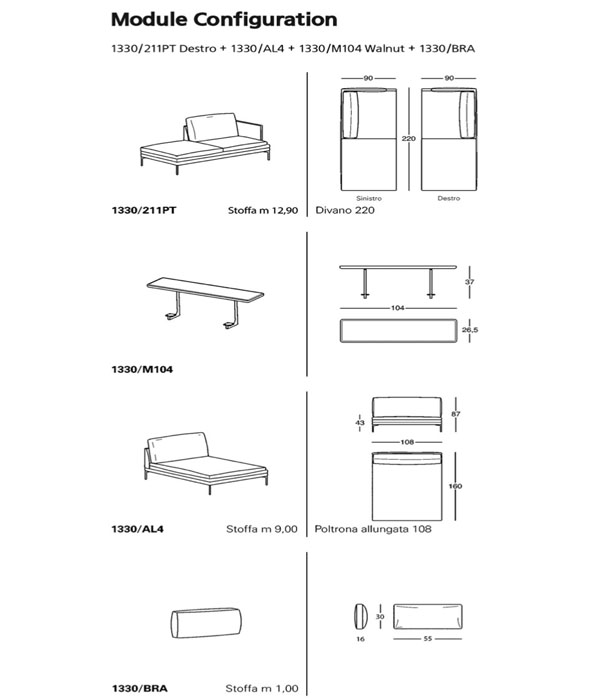 Module Configuration
1330/211PT Destro + 1330/AL4 + 1330/M104 Walnut + 1330/BRA
90 90
220
Sinistro Destro
1330/211PT Stoffa m 12,90 Divano 220
37
104
26,5
1330/M104
43 87
108
160
1330/AL4 Stoffa m 9,00 Poltrona allungata 108
30
16 55
1330/BRA Stoffa m 1,00